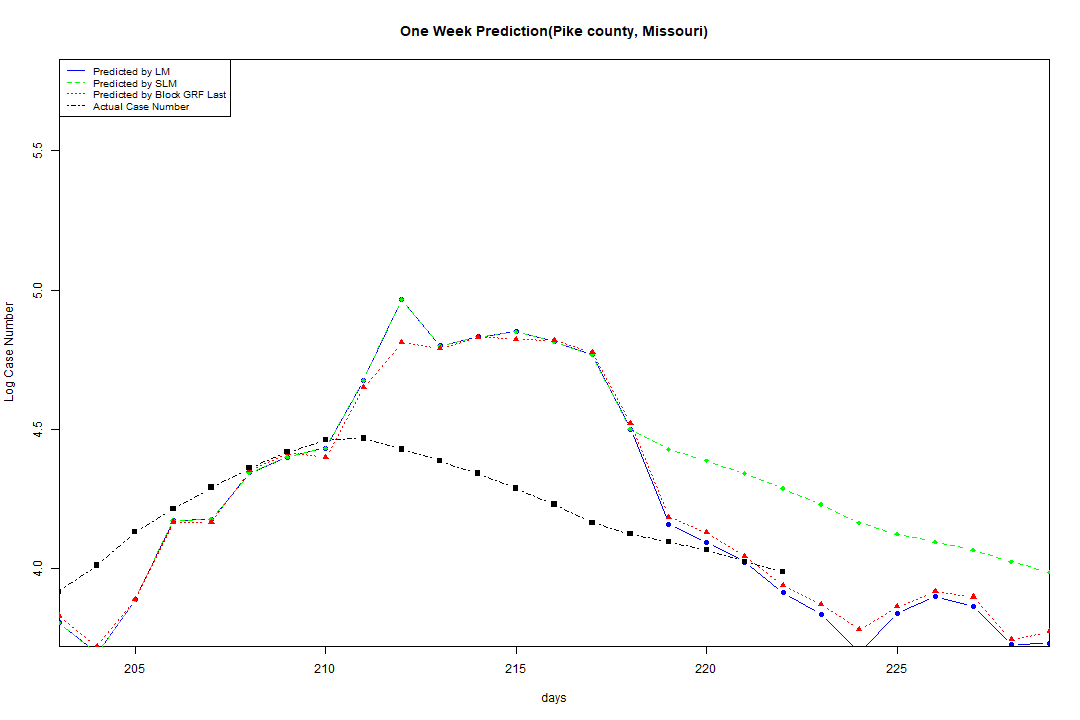 One Week Prediction(Pike county, Missouri)
Predicted by LM
Predicted by SLM
Predicted by Block GRF Last
Actual Case Number
5.5
5.0
4.5
4.0
Log Case Number
205 210 215 220 225
days